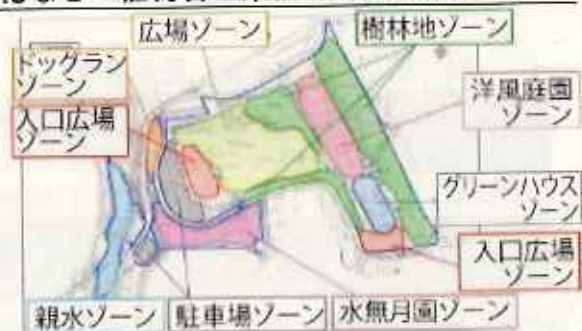 広場ゾーン
樹林地ゾーン
ドッグラン
ゾーン
洋風庭園
ゾーン
入口広場
ゾーン
グリーンハウス
ゾーン
入口広場
ゾーン
親水ゾーン
駐車場ゾーン
水無月園ゾーン